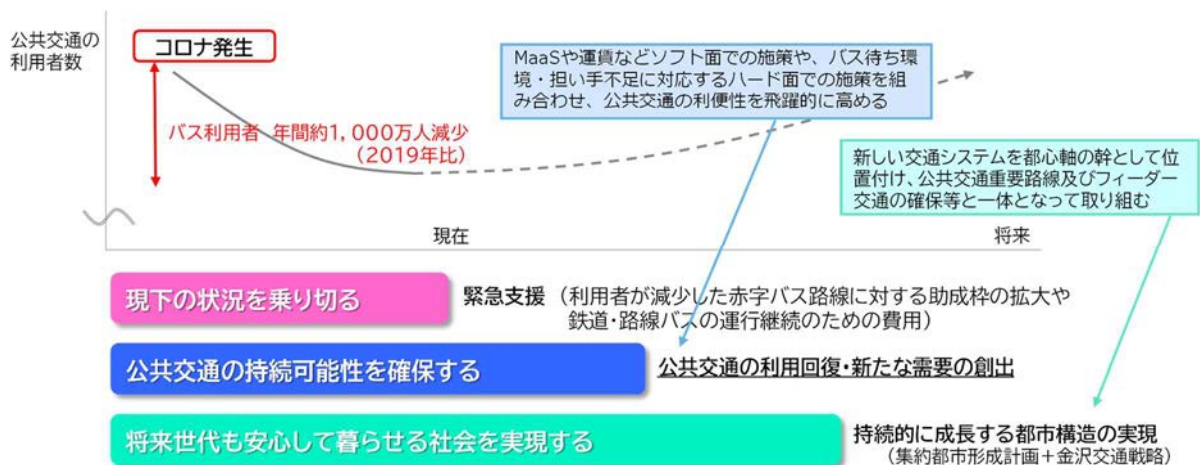 公共交通の
利用者数
コロナ発生
バス利用者 年間約1,000万人減少
(2019年比)
MaaSや運賃などソフト面での施策や、バス待ち環
境・担い手不足に対応するハード面での施策を組
み合わせ、公共交通の利便性を飛躍的に高める
新しい交通システムを都心軸の幹として位
置付け、公共交通重要路線及びフィーダー
交通の確保等と一体となって取り組む
現在
将来
現下の状況を乗り切る
緊急支援 (利用者が減少した赤字バス路線に対する助成枠の拡大や
鉄道・路線バスの運行継続のための費用)
公共交通の持続可能性を確保する
公共交通の利用回復・新たな需要の創出
将来世代も安心して暮らせる社会を実現する
持続的に成長する都市構造の実現
(集約都市形成計画+金沢交通戦略)